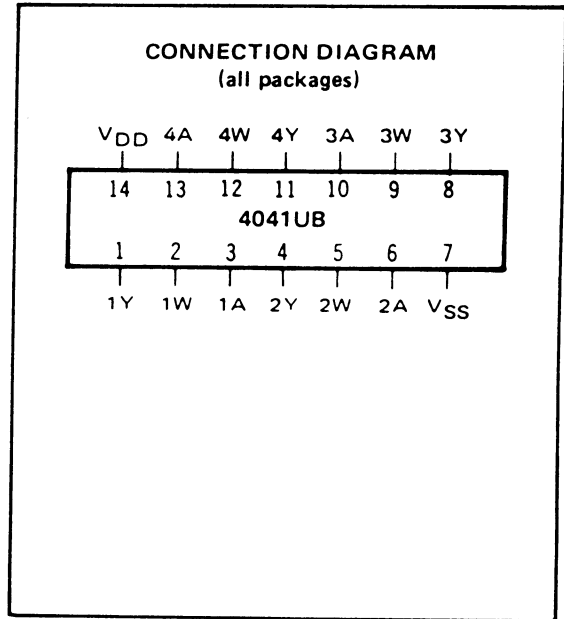 CONNECTION DIAGRAM
(all packages)
VDD 4A 4W 4Y 3A 3W 3Y
14 13 12 11 10 9 8
4041UB
1 2 3 4 5 6 7
1Y 1W 1A 2Y 2W 2A VSS